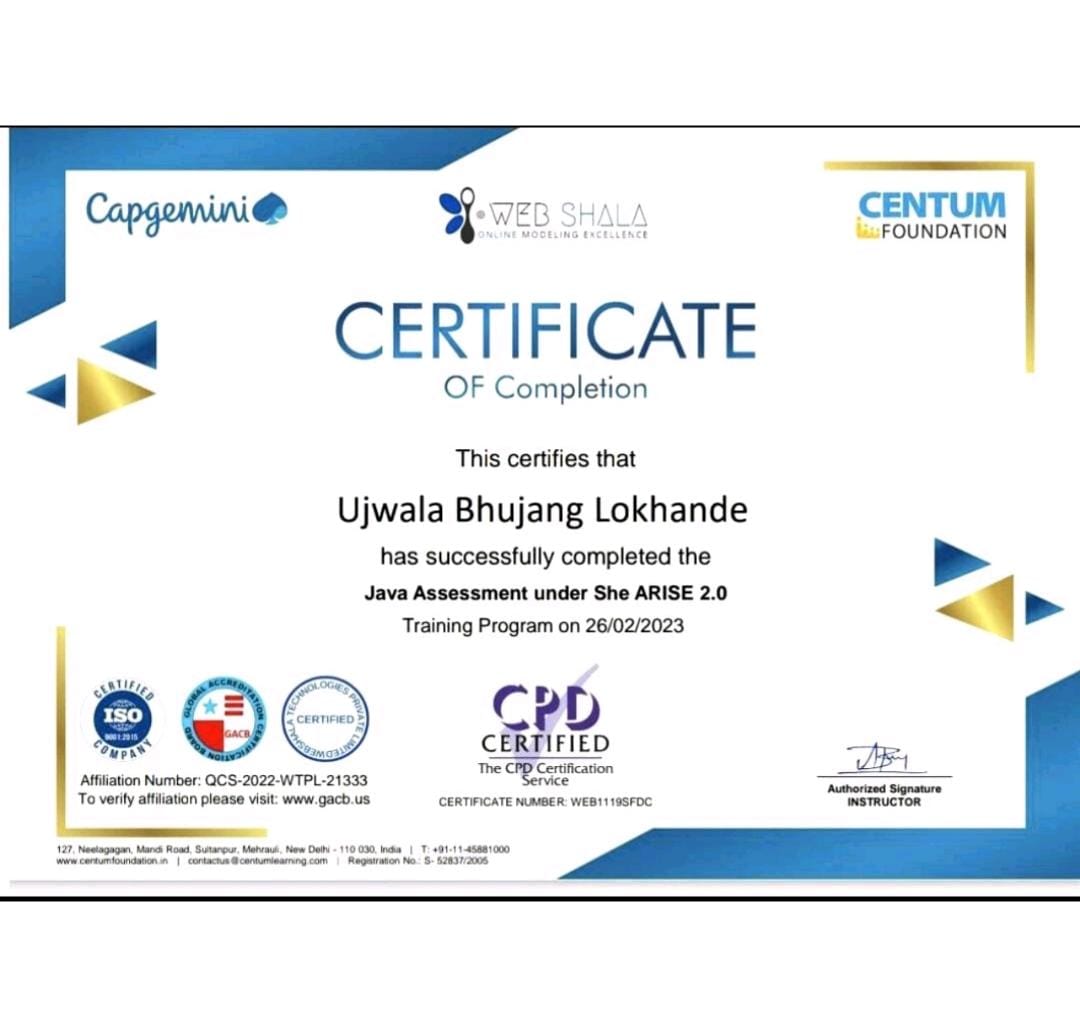 Capgemini
WEB SHALA
ONLINE MODELING EXCELLENCE
CENTUM
FOUNDATION
CERTIFICATE
OF Completion
This certifies that
Ujwala Bhujang Lokhande
has successfully completed the
Java Assessment under She ARISE 2.0
Training Program on 26/02/2023
CERTIFIED
ISO
9001:2015
COMPANY
GLOBAL ACCREDITATION CERTIFICATION BOARD
GACB
WEBSHALA TECHNOLOGIES PRIVATE LIMITED
CERTIFIED
CPD
CERTIFIED
The CPD Certification
Service
Affiliation Number: QCS-2022-WTPL-21333
To verify affiliation please visit: www.gacb.us
CERTIFICATE NUMBER: WEB1119SFDC
Authorized Signature
INSTRUCTOR
127, Neelagagan, Mandi Road, Sultanpur, Mehrauli, New Delhi - 110 030, India | T: +91-11-45881000
www.centumfoundation.in | contactus@centumlearning.com | Registration No.: S- 52837/2005